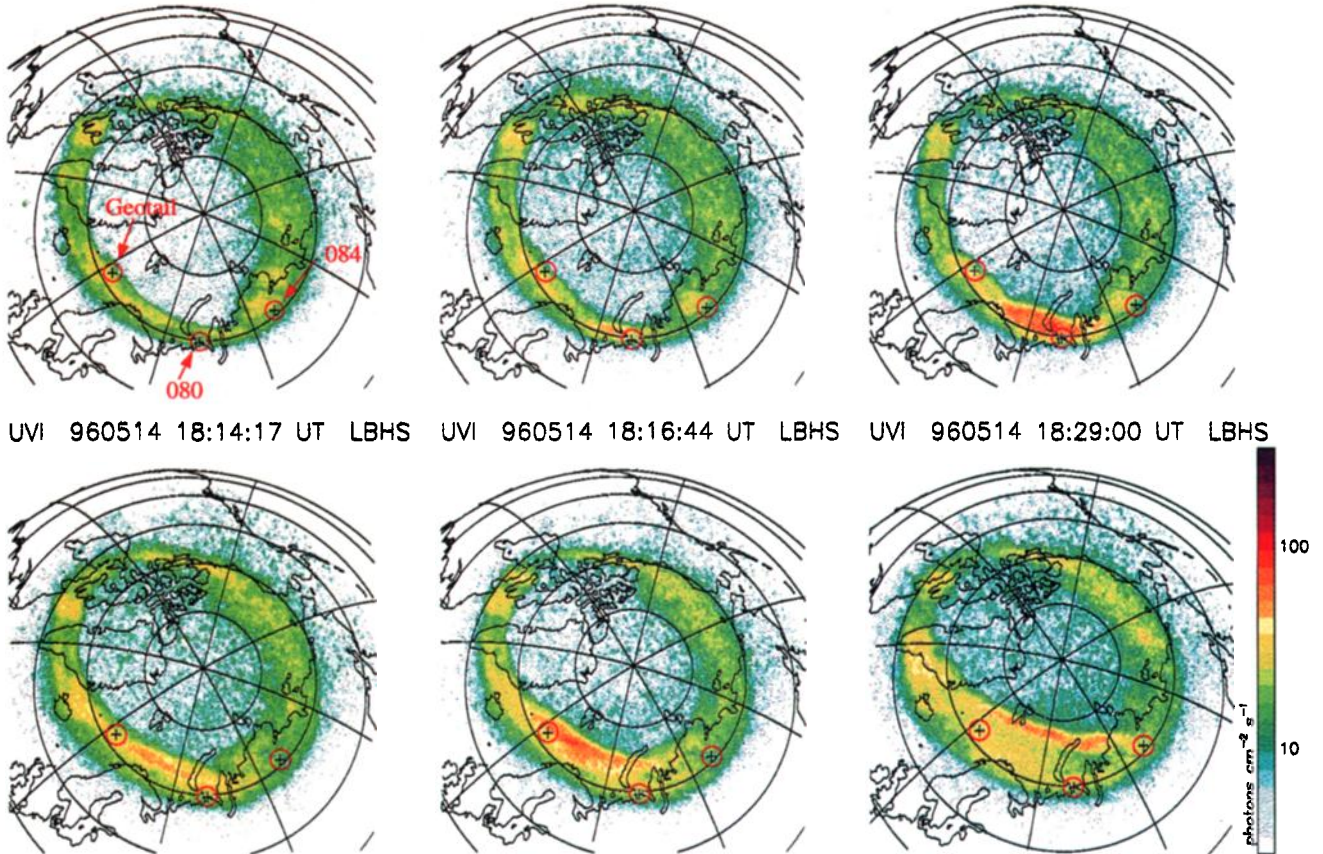 Geotail
084
080
UVI 960514 18:14:17 UT LBHS
UVI 960514 18:16:44 UT LBHS
UVI 960514 18:29:00 UT LBHS
100
10
photons cm⁻² s⁻¹